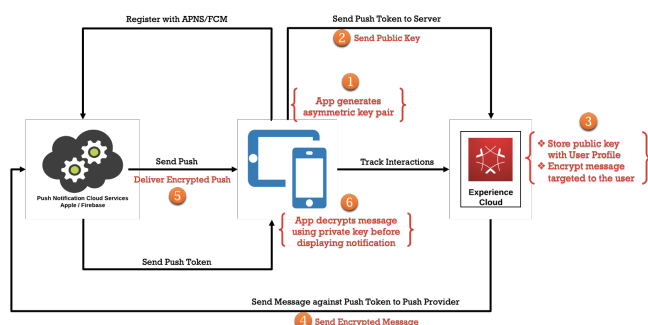 Register with APNS/FCM
Send Push Token to Server
2 Send Public Key
1
App generates
asymmetric key pair
3
❖ Store public key
with User Profile
❖ Encrypt message
targeted to the user
Send Push
Deliver Encrypted Push
5
Track Interactions
Push Notification Cloud Services
Apple / Firebase
Experience
Cloud
6
App decrypts message
using private key before
displaying notification
Send Push Token
Send Message against Push Token to Push Provider
4 Send Encrypted Message